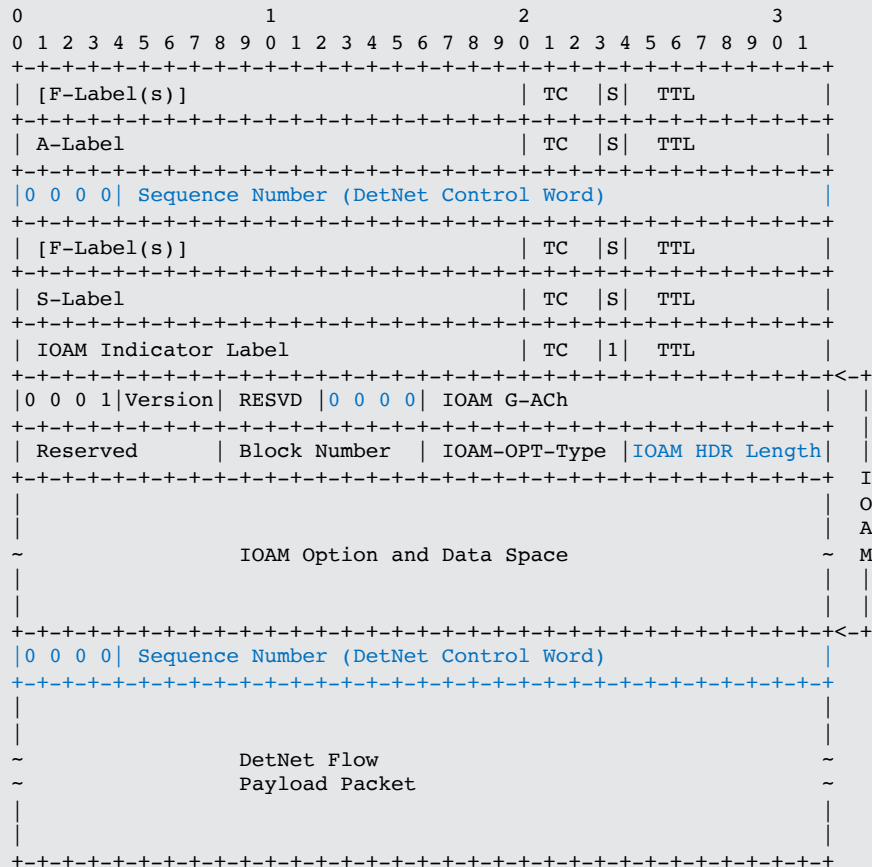 0                   1                   2                   3
0 1 2 3 4 5 6 7 8 9 0 1 2 3 4 5 6 7 8 9 0 1 2 3 4 5 6 7 8 9 0 1
+-+-+-+-+-+-+-+-+-+-+-+-+-+-+-+-+-+-+-+-+-+-+-+-+-+-+-+-+-+-+-+-+
| [F-Label(s)]                          | TC  |S|  TTL          |
+-+-+-+-+-+-+-+-+-+-+-+-+-+-+-+-+-+-+-+-+-+-+-+-+-+-+-+-+-+-+-+-+
| A-Label                               | TC  |S|  TTL          |
+-+-+-+-+-+-+-+-+-+-+-+-+-+-+-+-+-+-+-+-+-+-+-+-+-+-+-+-+-+-+-+-+
|0 0 0 0| Sequence Number (DetNet Control Word)                 |
+-+-+-+-+-+-+-+-+-+-+-+-+-+-+-+-+-+-+-+-+-+-+-+-+-+-+-+-+-+-+-+-+
| [F-Label(s)]                          | TC  |S|  TTL          |
+-+-+-+-+-+-+-+-+-+-+-+-+-+-+-+-+-+-+-+-+-+-+-+-+-+-+-+-+-+-+-+-+
| S-Label                               | TC  |S|  TTL          |
+-+-+-+-+-+-+-+-+-+-+-+-+-+-+-+-+-+-+-+-+-+-+-+-+-+-+-+-+-+-+-+-+
| IOAM Indicator Label                  | TC  |1|  TTL          |
+-+-+-+-+-+-+-+-+-+-+-+-+-+-+-+-+-+-+-+-+-+-+-+-+-+-+-+-+-+-+-+-+<-+
|0 0 0 1|Version| RESVD |0 0 0 0| IOAM G-ACh                    |  |
+-+-+-+-+-+-+-+-+-+-+-+-+-+-+-+-+-+-+-+-+-+-+-+-+-+-+-+-+-+-+-+-+  |
| Reserved      | Block Number  | IOAM-OPT-Type |IOAM HDR Length|  |
+-+-+-+-+-+-+-+-+-+-+-+-+-+-+-+-+-+-+-+-+-+-+-+-+-+-+-+-+-+-+-+-+  I
|                                                               |  O
|                                                               |  A
~                 IOAM Option and Data Space                    ~  M
|                                                               |  |
|                                                               |  |
+-+-+-+-+-+-+-+-+-+-+-+-+-+-+-+-+-+-+-+-+-+-+-+-+-+-+-+-+-+-+-+-+<-+
|0 0 0 0| Sequence Number (DetNet Control Word)                 |
+-+-+-+-+-+-+-+-+-+-+-+-+-+-+-+-+-+-+-+-+-+-+-+-+-+-+-+-+-+-+-+-+
|                                                               |
|                                                               |
~                 DetNet Flow                                   ~
~                 Payload Packet                                ~
|                                                               |
|                                                               |
+-+-+-+-+-+-+-+-+-+-+-+-+-+-+-+-+-+-+-+-+-+-+-+-+-+-+-+-+-+-+-+-+